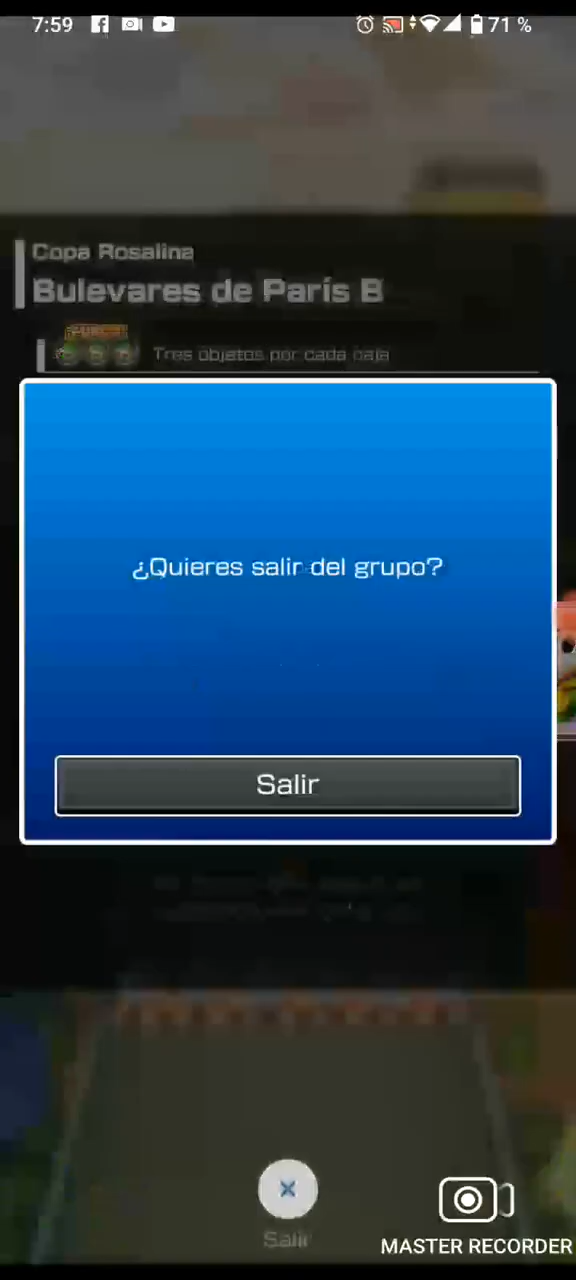 7:59
71 %
Copa Rosalina
Bulevares de París B
Tres objetos por cada caja
¿Quieres salir del grupo?
Salir
Salir
MASTER RECORDER